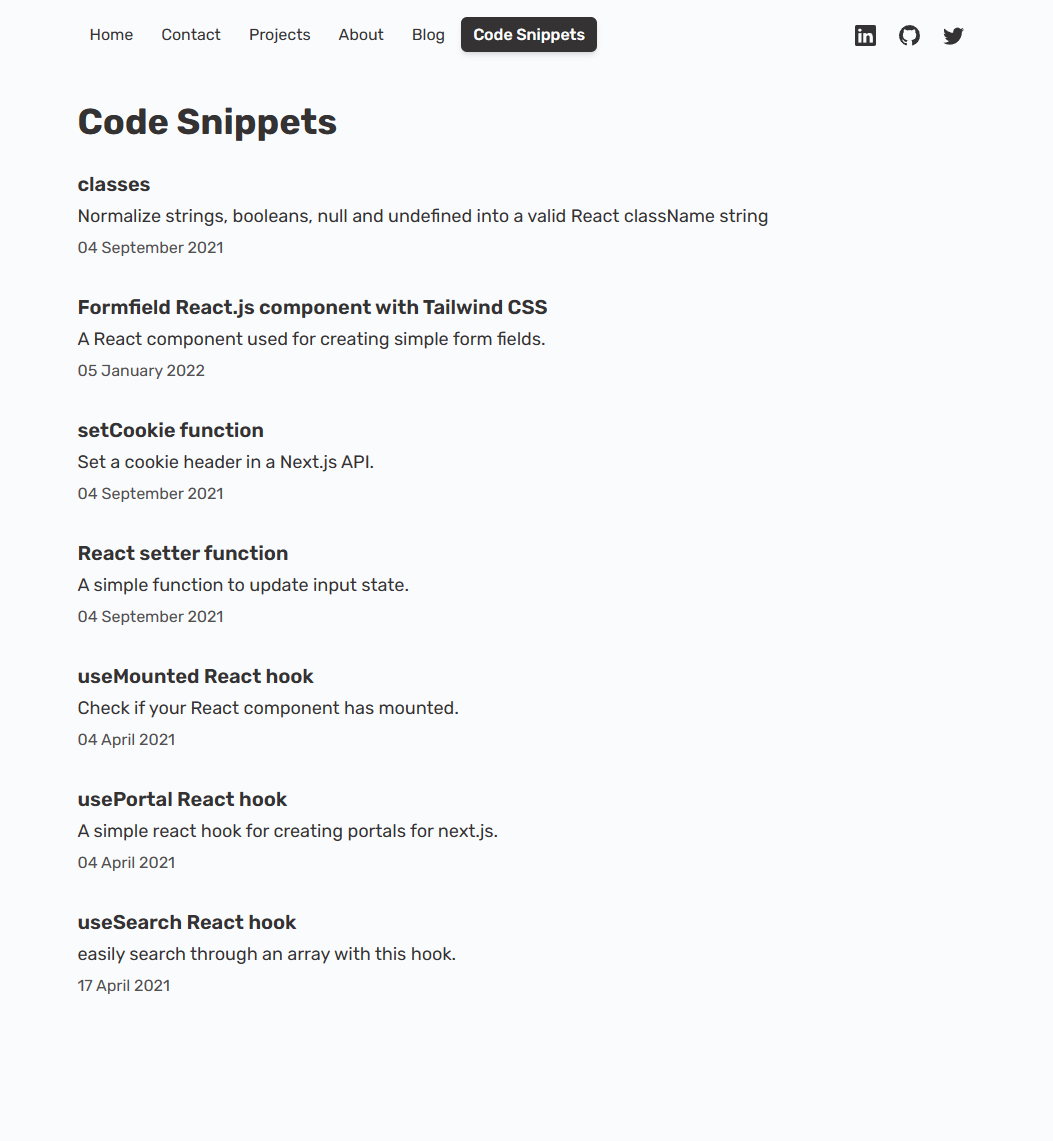 Home Contact Projects About Blog Code Snippets
Code Snippets
classes
Normalize strings, booleans, null and undefined into a valid React className string
04 September 2021
Formfield React.js component with Tailwind CSS
A React component used for creating simple form fields.
05 January 2022
setCookie function
Set a cookie header in a Next.js API.
04 September 2021
React setter function
A simple function to update input state.
04 September 2021
useMounted React hook
Check if your React component has mounted.
04 April 2021
usePortal React hook
A simple react hook for creating portals for next.js.
04 April 2021
useSearch React hook
easily search through an array with this hook.
17 April 2021